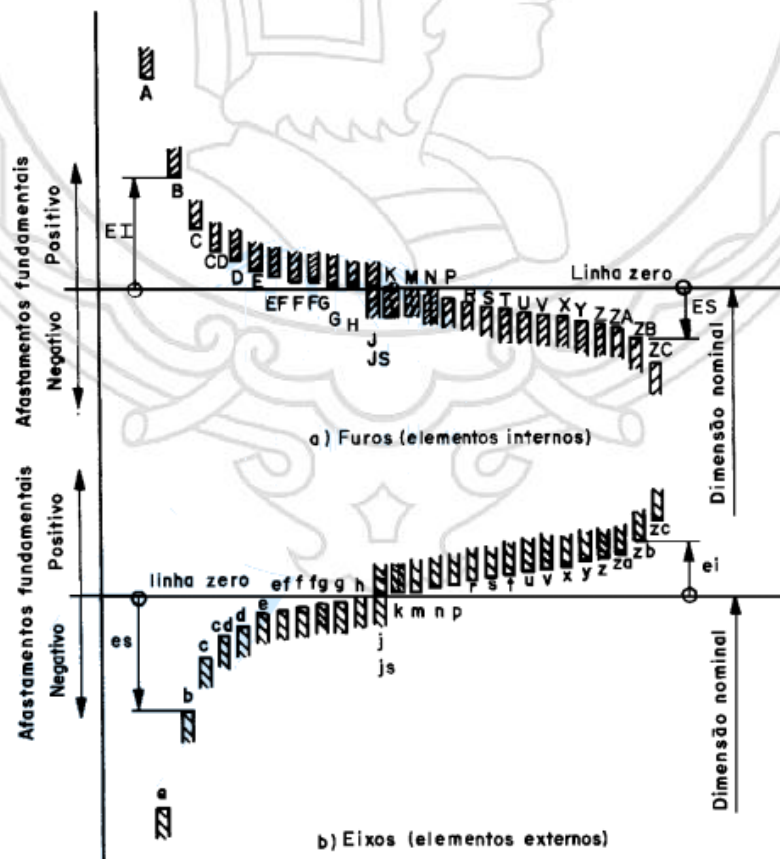 A
B
C
CD
D
E
EF F FG
G
H
J
JS
K M N P
R S T U V X Y Z ZA ZB
ZC
EI
Afastamentos fundamentais
Positivo
Negativo
Linha zero
ES
Dimensão nominal
a) Furos (elementos internos)
Afastamentos fundamentais
Positivo
Negativo
linha zero
es
a
b
c
cd
d
e
ef f fg g h
j
js
k m n p
r s t u v x y z za zb
zc
ei
Dimensão nominal
b) Eixos (elementos externos)